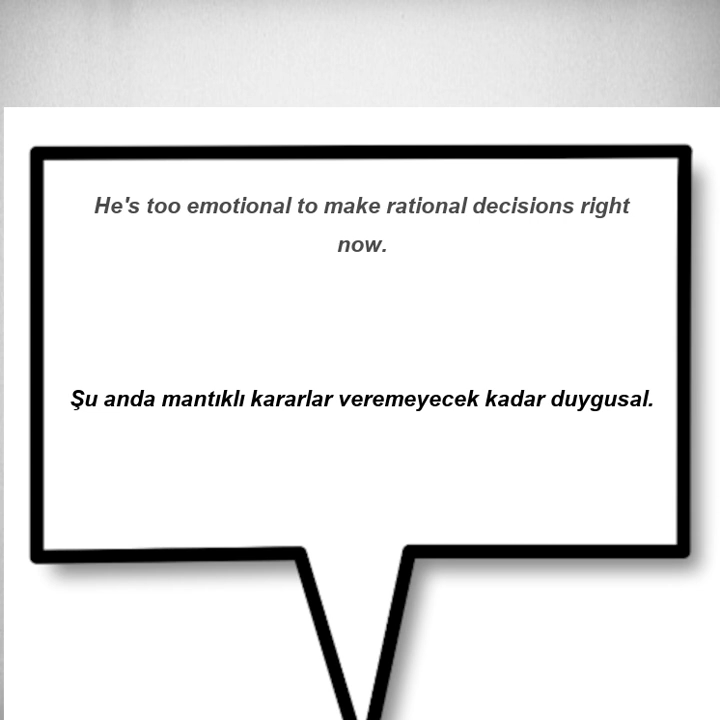 He's too emotional to make rational decisions right
now.
Şu anda mantıklı kararlar veremeyecek kadar duygusal.